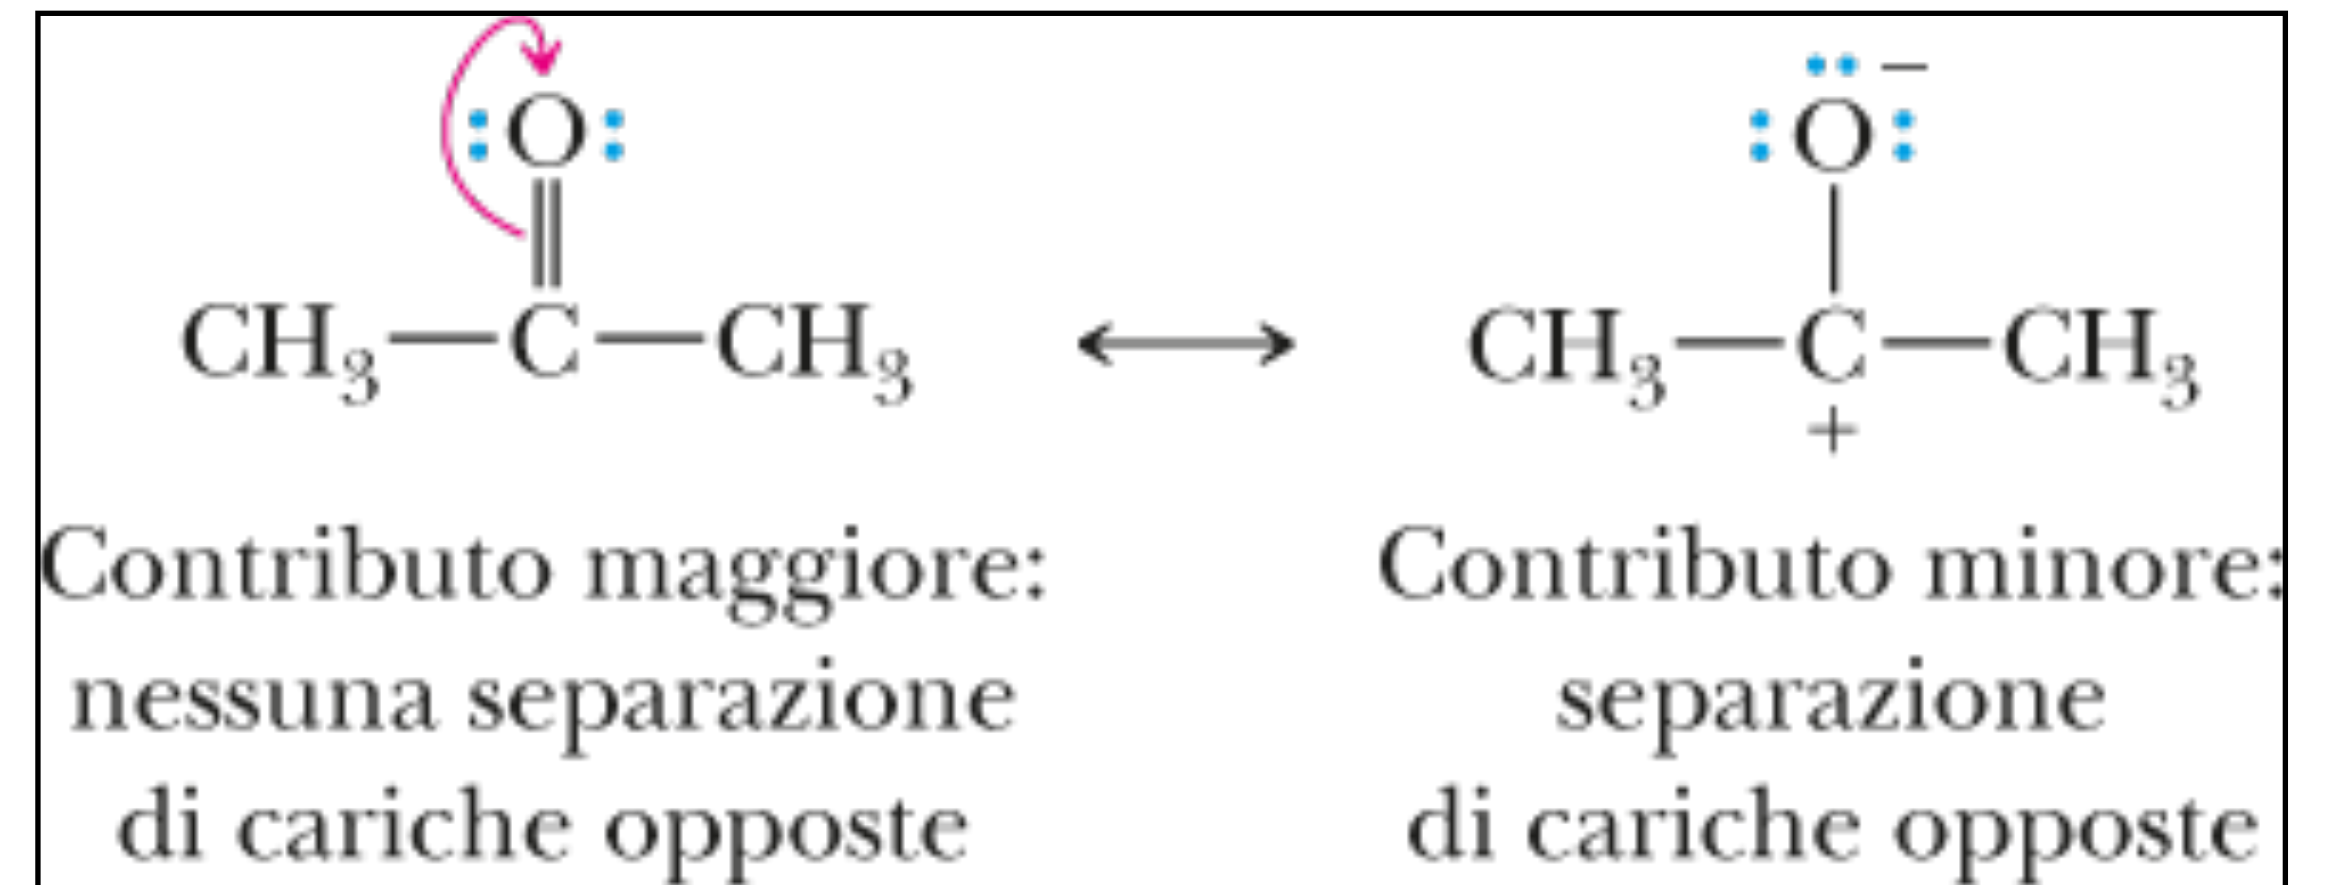 O
O −
CH3—C—CH3 ↔ CH3—C—CH3
+
Contributo maggiore: Contributo minore:
nessuna separazione separazione
di cariche opposte di cariche opposte